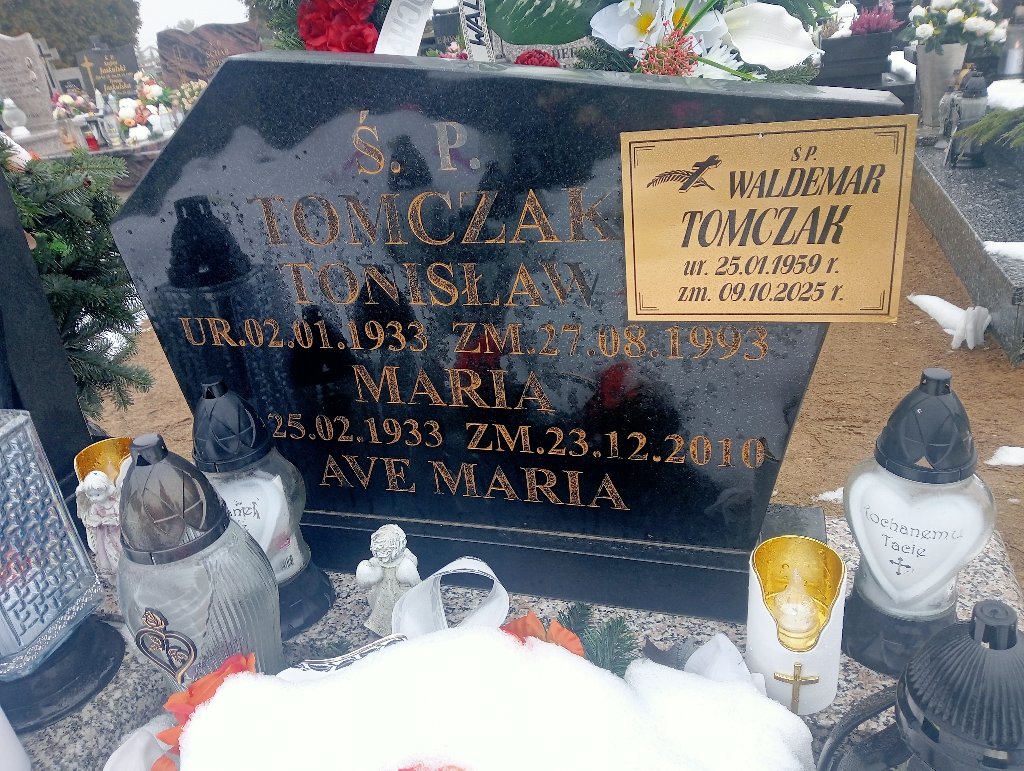 Ś. P.
TOMCZAK
TONISŁAW
UR.02.01.1933 ZM.27.08.1993
MARIA
25.02.1933 ZM.23.12.2010
AVE MARIA
Ś P.
WALDEMAR
TOMCZAK
ur. 25.01.1959 r.
zm. 09.10.2025 r.
Kochanemu
Tacie